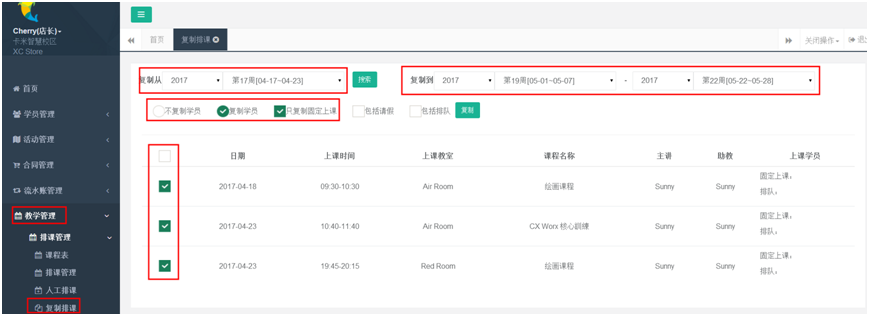 Cherry(店长)
卡米智慧校区
XC Store
首页
学员管理
活动管理
合同管理
流水账管理
教学管理
排课管理
课程表
排课管理
人工排课
复制排课
首页 复制排课
关闭操作
复制从 2017 第17周[04-17~04-23] 搜索 复制到 2017 第19周[05-01~05-07] - 2017 第22周[05-22~05-28]
不复制学员 复制学员 只复制固定上课 包括请假 包括排队 复制
日期 上课时间 上课教室 课程名称 主讲 助教 上课学员
2017-04-18 09:30-10:30 Air Room 绘画课程 Sunny Sunny 固定上课,
排队,
2017-04-23 10:40-11:40 Air Room CX Worx 核心訓練 Sunny Sunny 固定上课,
排队,
2017-04-23 19:45-20:15 Red Room 绘画课程 Sunny Sunny 固定上课,
排队,